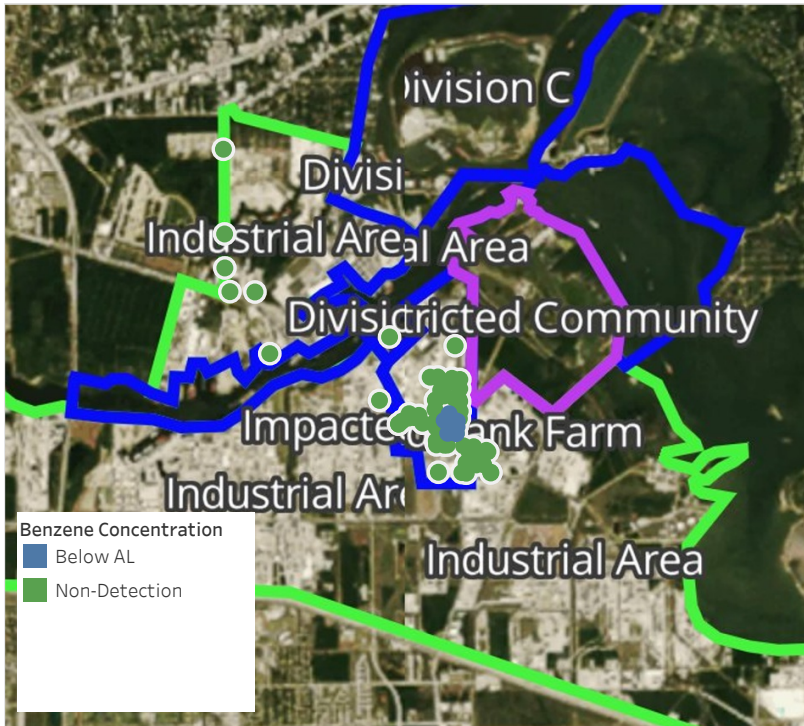 Division C
Divisi
Industrial Are
al Area
Divisi
tricted Community
Impacte
ank Farm
Industrial Are
Industrial Area
Benzene Concentration
Below AL
Non-Detection